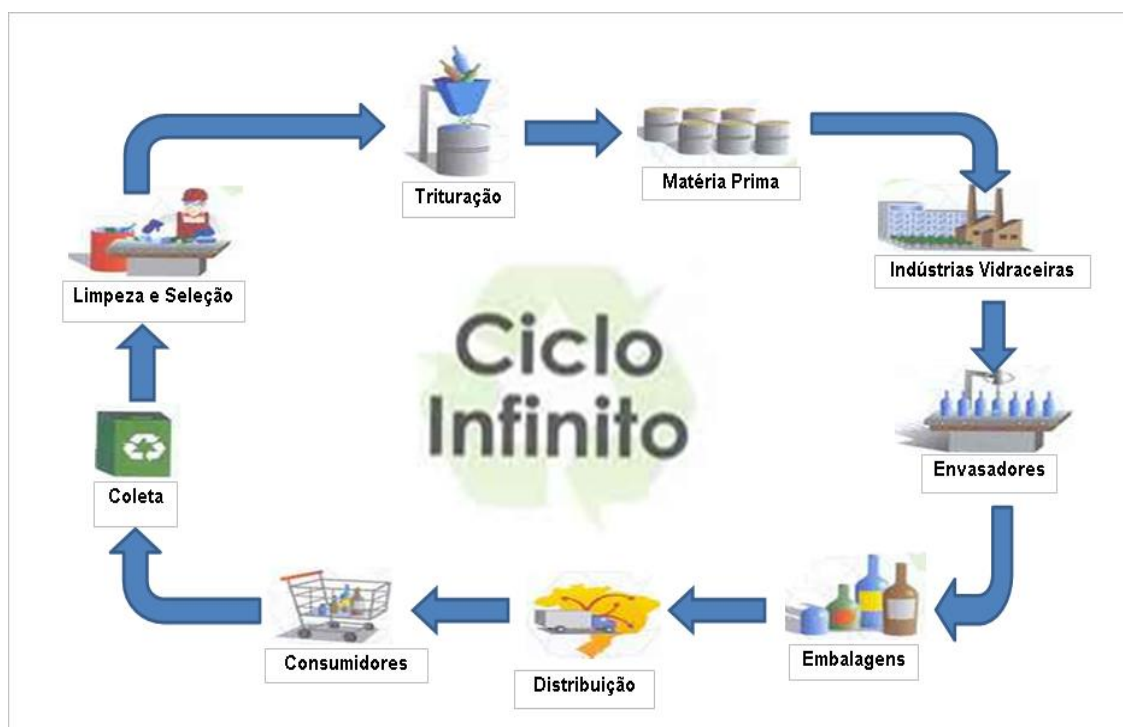 Trituração
Matéria Prima
Indústrias Vidraceiras
Limpeza e Seleção
Ciclo
Infinito
Envasadores
Coleta
Embalagens
Consumidores
Distribuição